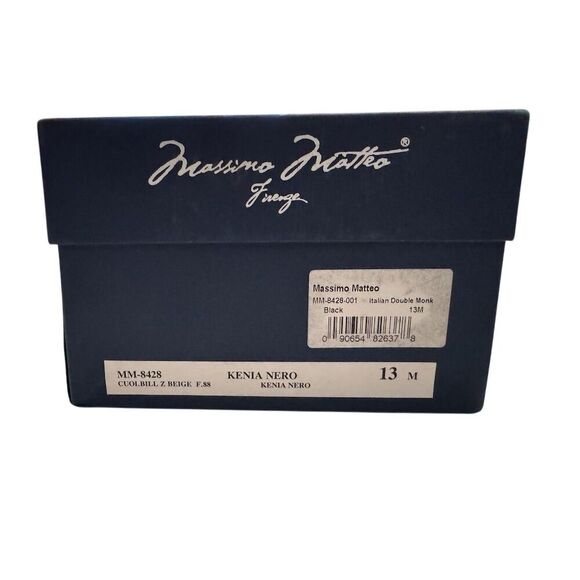 Massimo Matteo®
Firenze
Massimo Matteo
MM-8428-001 Italian Double Monk
Black 13M
0 90654 82637 8
MM-8428 KENIA NERO 13 M
CUOLBILL Z BEIGE F.88 KENIA NERO